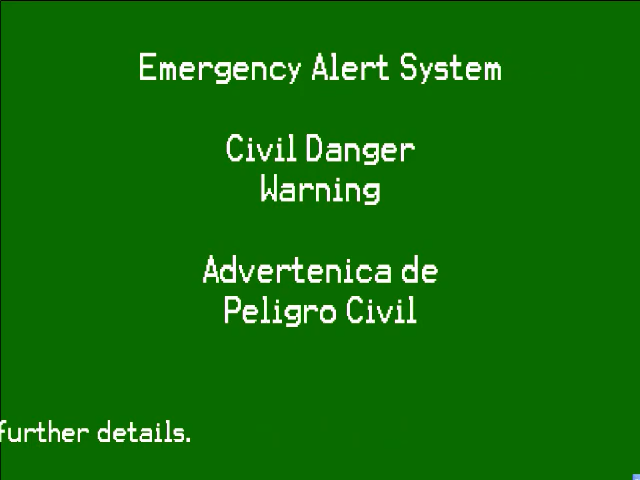 Emergency Alert System
Civil Danger
Warning
Advertenica de
Peligro Civil
further details.